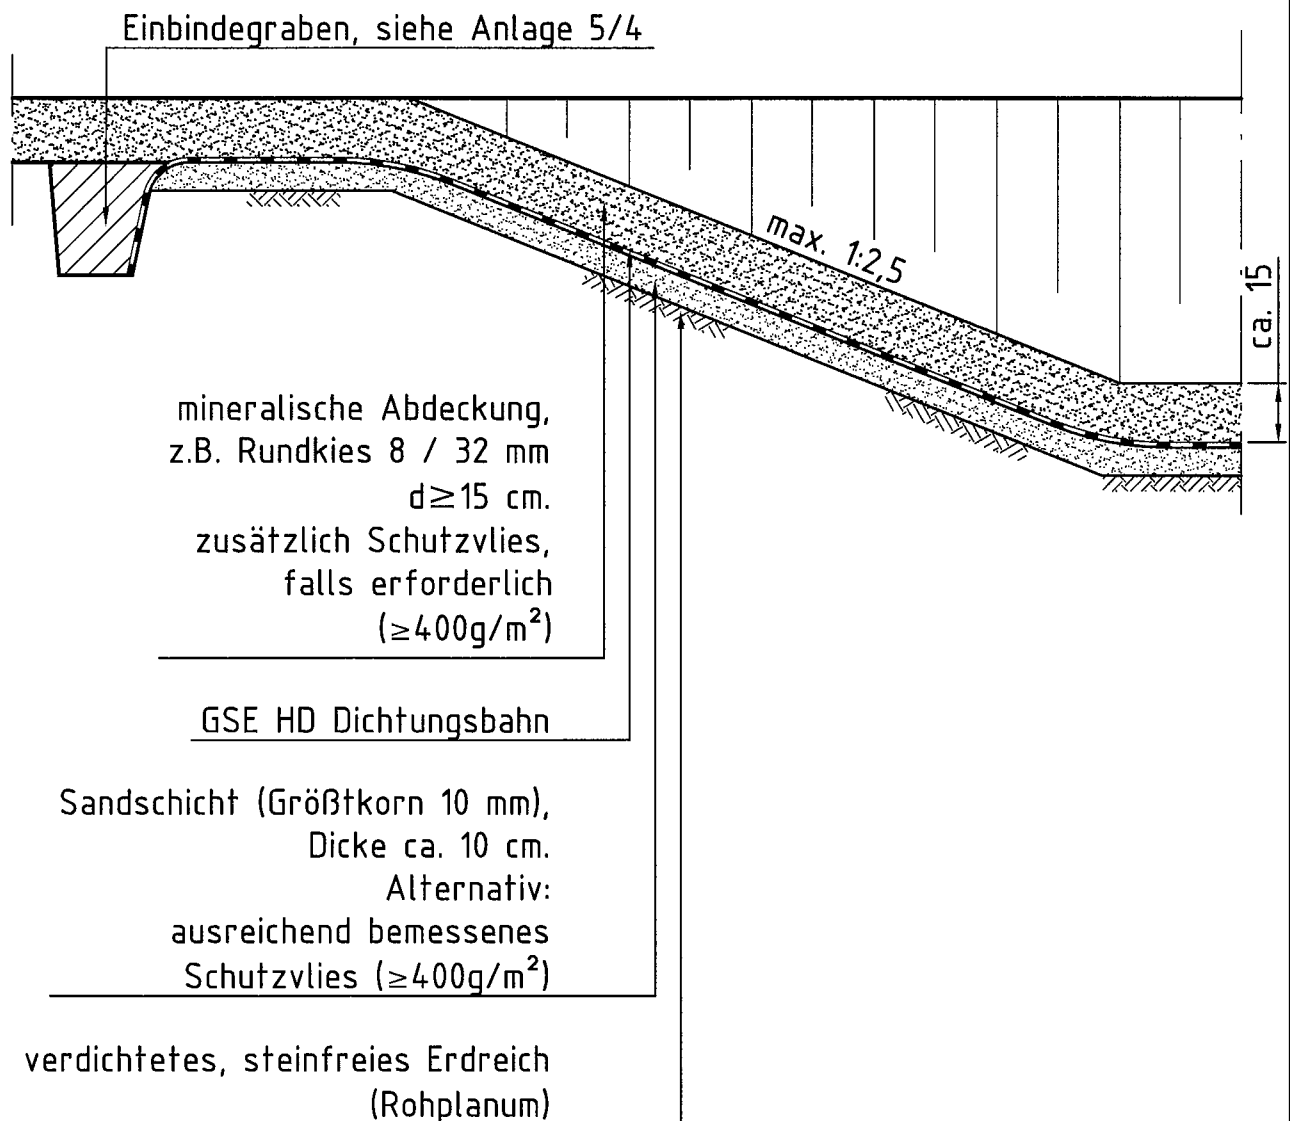 Einbindegraben, siehe Anlage 5/4
max. 1:2,5
ca. 15
mineralische Abdeckung,
z.B. Rundkies 8 / 32 mm
d≥15 cm.
zusätzlich Schutzvlies,
falls erforderlich
(≥400g/m²)
GSE HD Dichtungsbahn
Sandschicht (Größtkorn 10 mm),
Dicke ca. 10 cm.
Alternativ:
ausreichend bemessenes
Schutzvlies (≥400g/m²)
verdichtetes, steinfreies Erdreich
(Rohplanum)